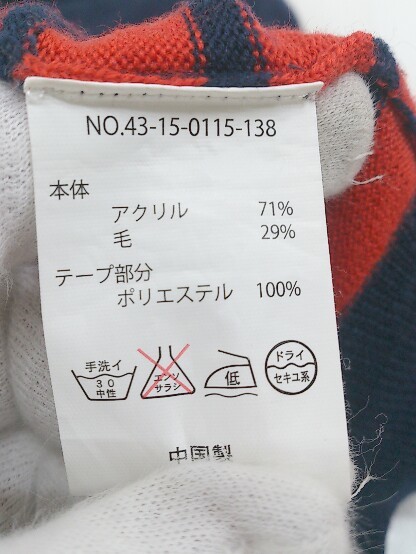 NO.43-15-0115-138
本体
アクリル 71%
毛 29%
テープ部分
ポリエステル 100%
手洗イ
30
中性
エンソ
サラシ
低
ドライ
セキユ系
中国製